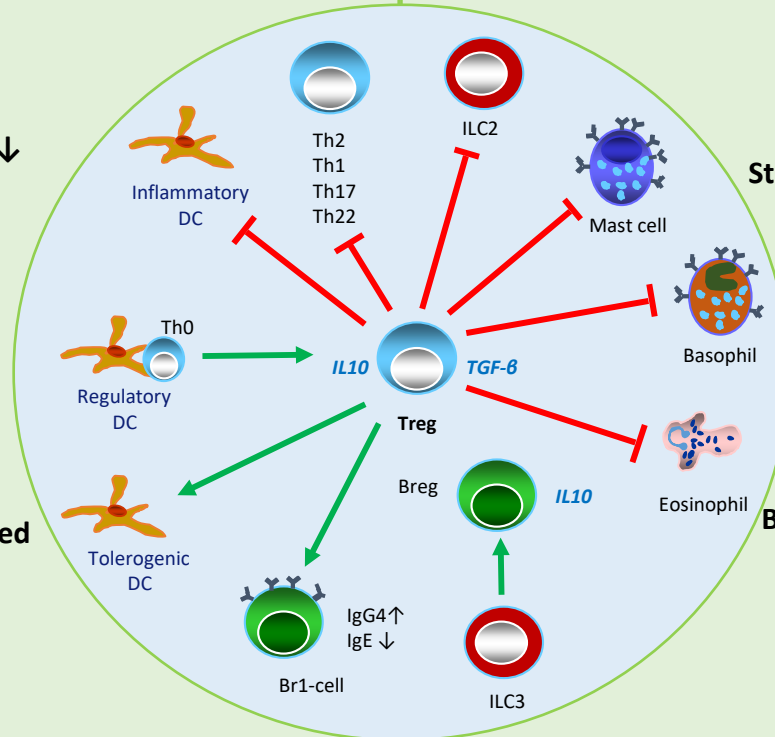 ↓
ILC2
Th2
Th1
Th17
Th22
Inflammatory
DC
St
Mast cell
Th0
Basophil
IL10
TGF-β
Regulatory
DC
Treg
Breg
IL10
Eosinophil
B
ed
Tolerogenic
DC
IgG4↑
IgE ↓
Br1-cell
ILC3